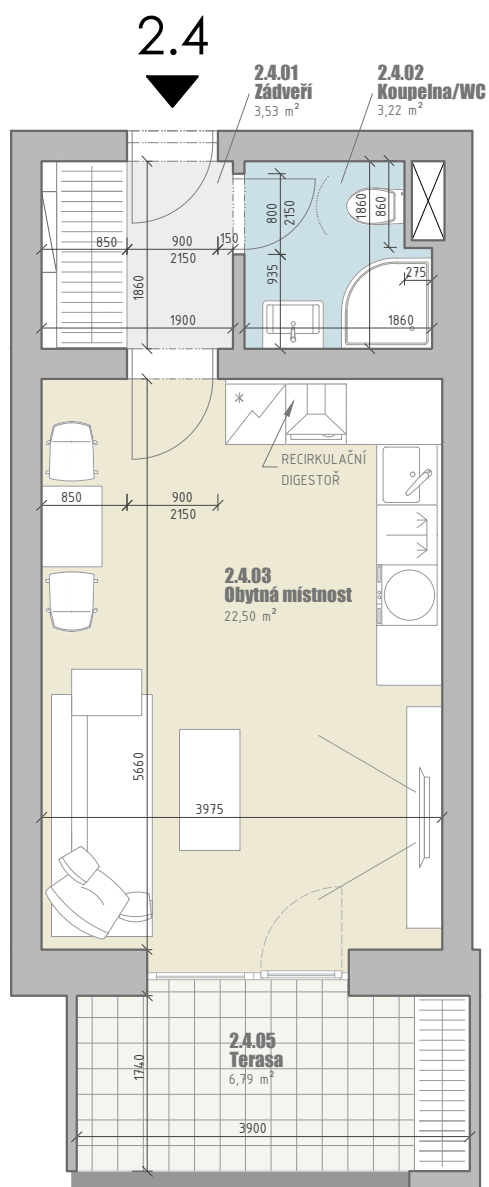 2.4
2.4.01
Zádveří
3,53 m²
2.4.02
Koupelna/WC
3,22 m²
850
900
2150
150
800
2150
1860
860
935
275
1860
1900
1860
RECIRKULAČNÍ
DIGESTOŘ
850
900
2150
2.4.03
Obytná místnost
22,50 m²
5660
3975
2.4.05
Terasa
6,79 m²
1740
3900